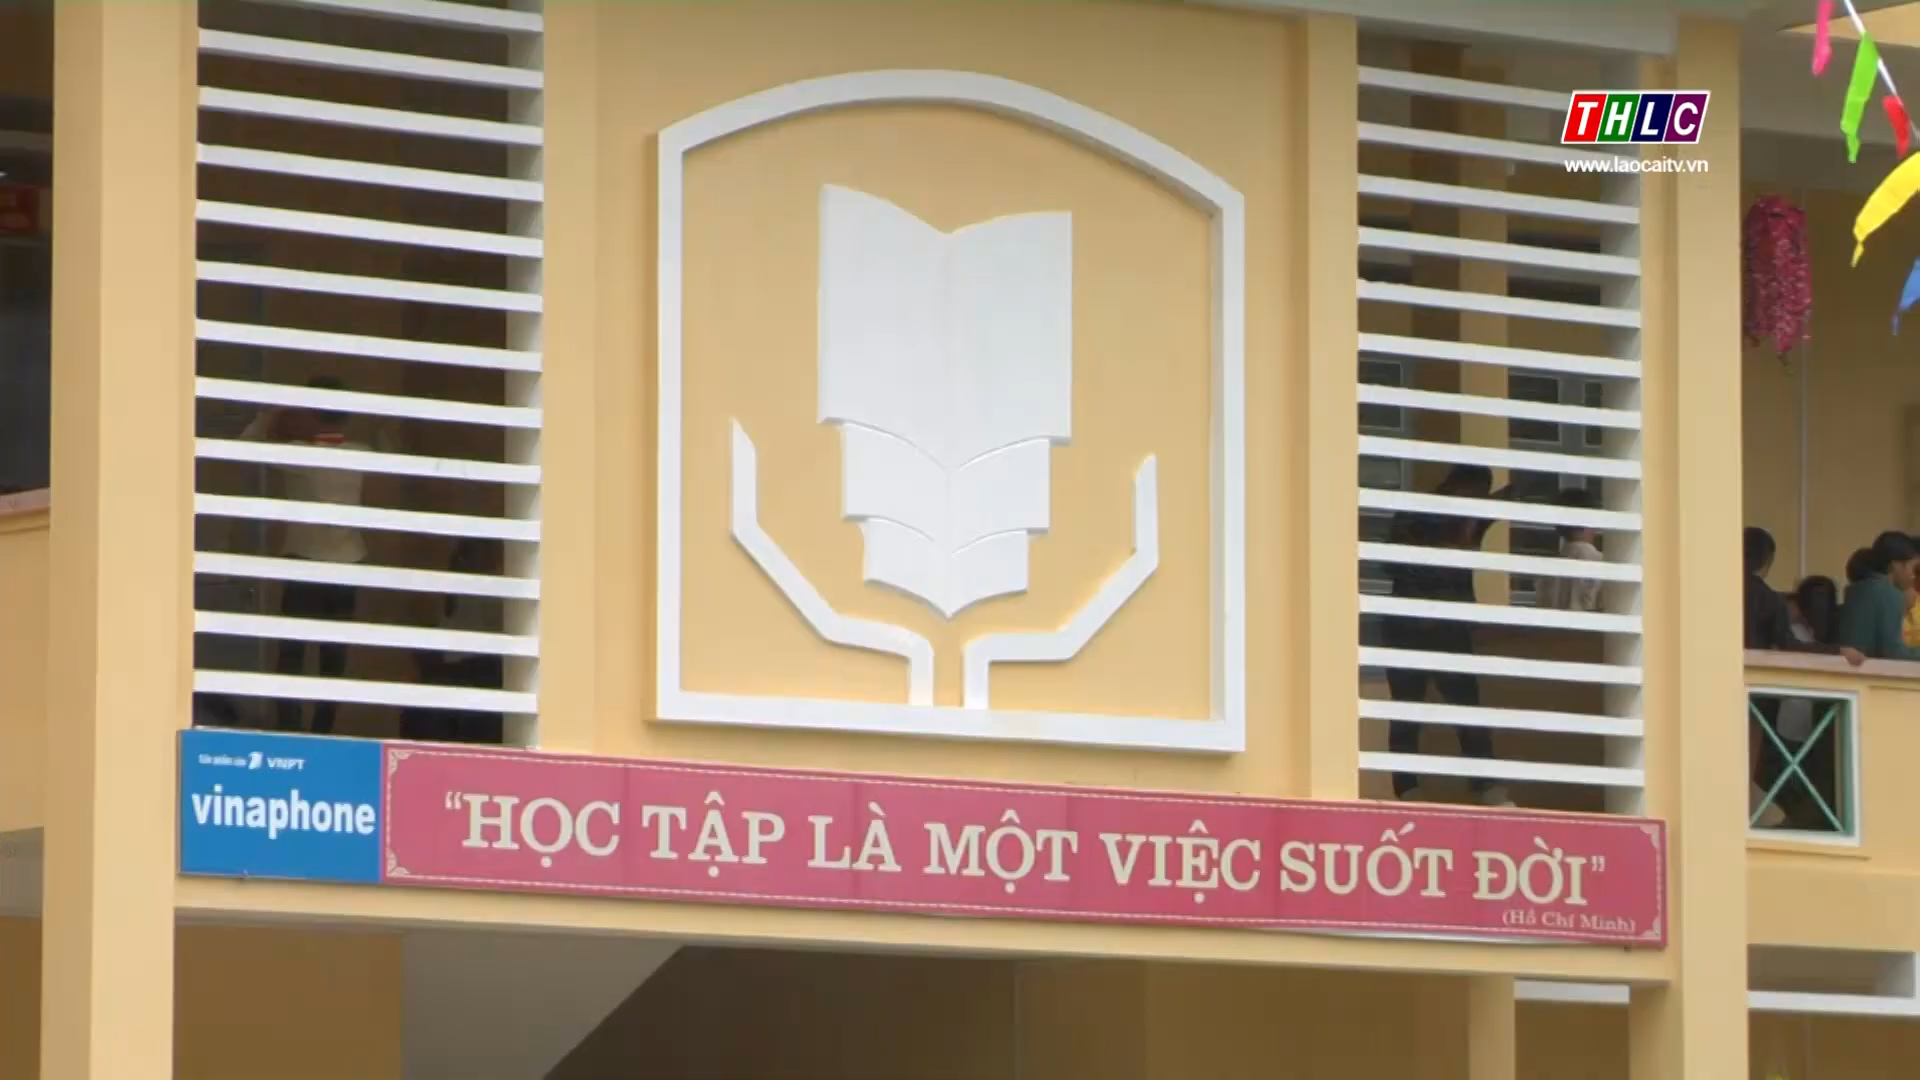 THLC
www.laocaitv.vn
VNPT
vinaphone
“HỌC TẬP LÀ MỘT VIỆC SUỐT ĐỜI”
(Hồ Chí Minh)